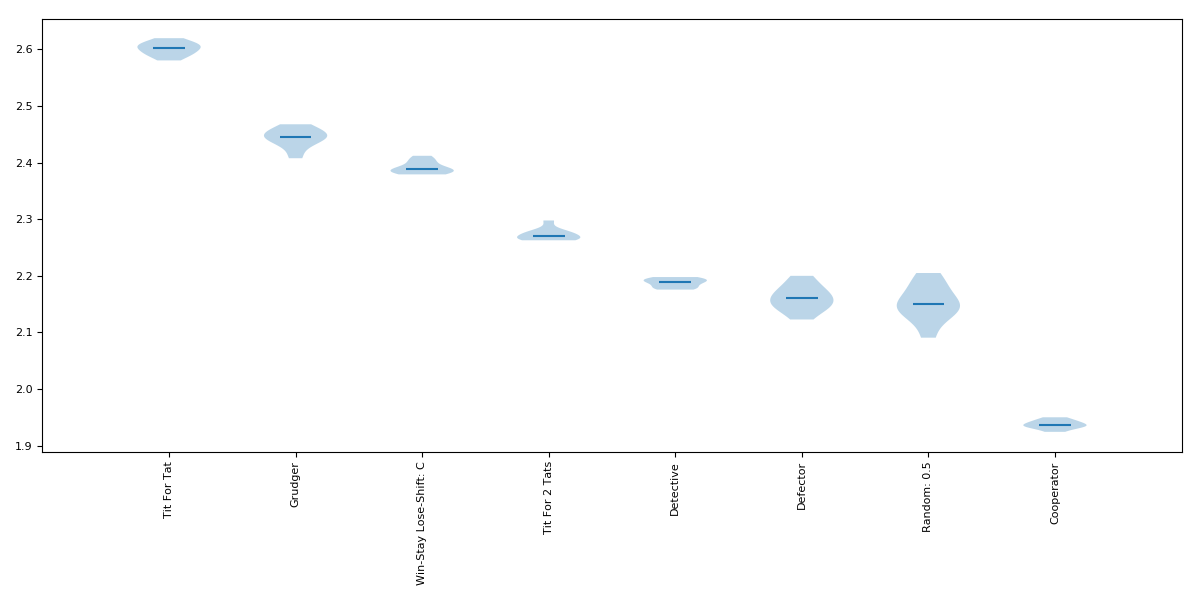 2.6
2.5
2.4
2.3
2.2
2.1
2.0
1.9
Tit For Tat
Grudger
Win-Stay Lose-Shift: C
Tit For 2 Tats
Detective
Defector
Random: 0.5
Cooperator